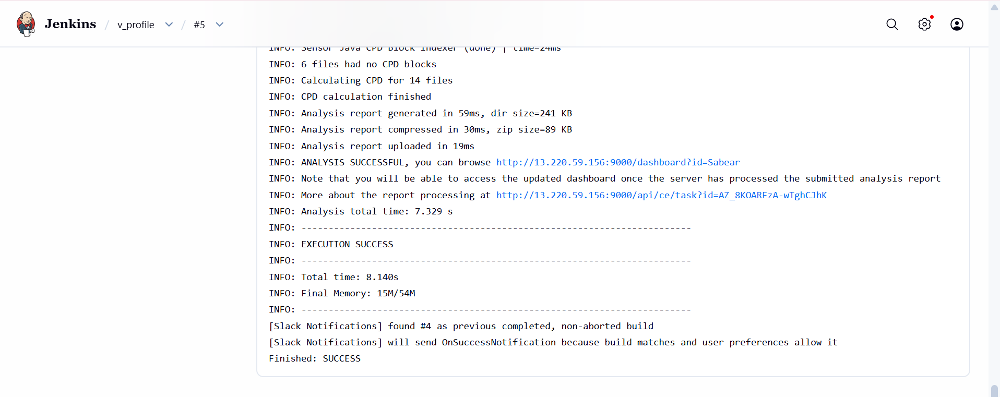 Jenkins / v_profile / #5
INFO: Sensor Java CPD Block Indexer (done) | time=24ms
INFO: 6 files had no CPD blocks
INFO: Calculating CPD for 14 files
INFO: CPD calculation finished
INFO: Analysis report generated in 59ms, dir size=241 KB
INFO: Analysis report compressed in 30ms, zip size=89 KB
INFO: Analysis report uploaded in 19ms
INFO: ANALYSIS SUCCESSFUL, you can browse http://13.220.59.156:9000/dashboard?id=Sabear
INFO: Note that you will be able to access the updated dashboard once the server has processed the submitted analysis report
INFO: More about the report processing at http://13.220.59.156:9000/api/ce/task?id=AZ_8KOARFzA-wTghCJhK
INFO: Analysis total time: 7.329 s
INFO: ------------------------------------------------------------------------
INFO: EXECUTION SUCCESS
INFO: ------------------------------------------------------------------------
INFO: Total time: 8.140s
INFO: Final Memory: 15M/54M
INFO: ------------------------------------------------------------------------
[Slack Notifications] found #4 as previous completed, non-aborted build
[Slack Notifications] will send OnSuccessNotification because build matches and user preferences allow it
Finished: SUCCESS